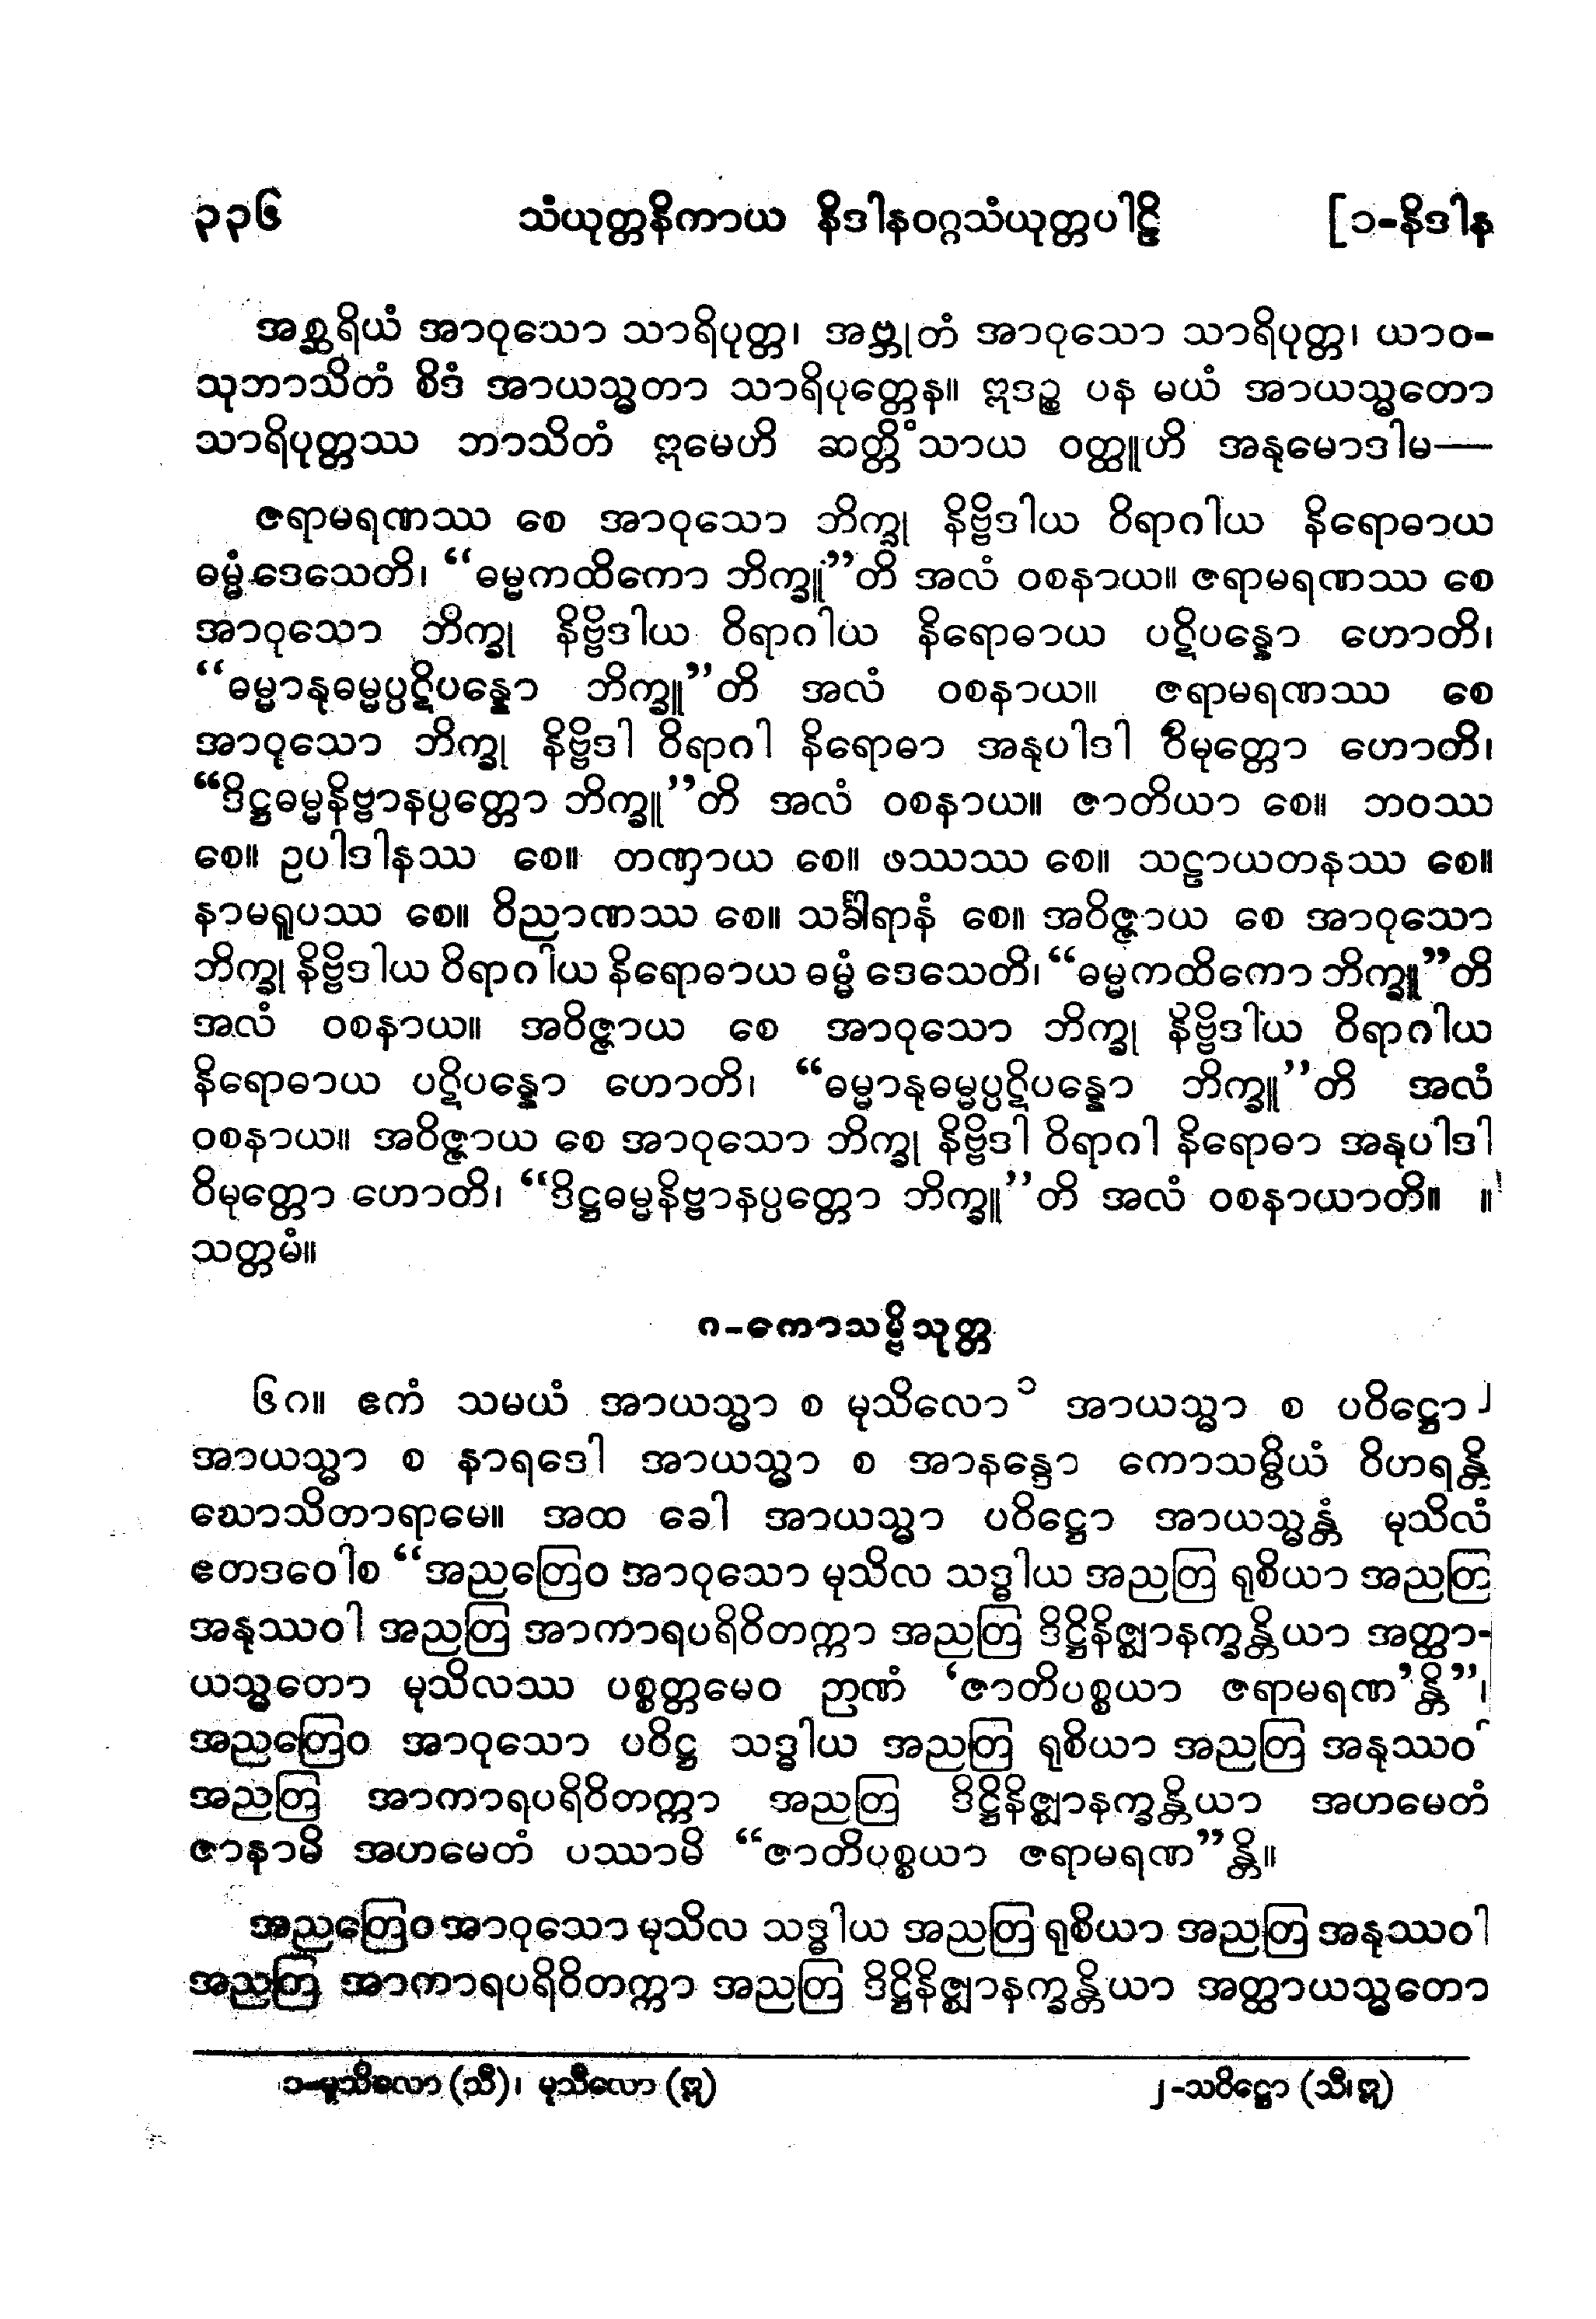 ၃၃၆ သံယုတ္တနိကာယ နိဒါနဝဂ္ဂသံယုတ္တပါဠိ [၁-နိဒါန
အစ္ဆရိယံ အာဝုသော သာရိပုတ္တ၊ အဗ္ဘုတံ အာဝုသော သာရိပုတ္တ၊ ယာဝ-
သုဘာသိတံ စိဒံ အာယသ္မတာ သာရိပုတ္တေန။ ဣဒဉ္စ ပန မယံ အာယသ္မတော
သာရိပုတ္တဿ ဘာသိတံ ဣမေဟိ ဆတ္တိံသာယ ဝတ္ထူဟိ အနုမောဒါမ—
ဇရာမရဏဿ စေ အာဝုသော ဘိက္ခု နိဗ္ဗိဒါယ ဝိရာဂါယ နိရောဓာယ
ဓမ္မံ ဒေသေတိ၊ “ဓမ္မကထိကော ဘိက္ခူ”တိ အလံ ဝစနာယ။ ဇရာမရဏဿ စေ
အာဝုသော ဘိက္ခု နိဗ္ဗိဒါယ ဝိရာဂါယ နိရောဓာယ ပဋိပန္နော ဟောတိ၊
“ဓမ္မာနုဓမ္မပ္ပဋိပန္နော ဘိက္ခူ”တိ အလံ ဝစနာယ။ ဇရာမရဏဿ စေ
အာဝုသော ဘိက္ခု နိဗ္ဗိဒါ ဝိရာဂါ နိရောဓာ အနုပါဒါ ဝိမုတ္တော ဟောတိ၊
“ဒိဋ္ဌဓမ္မနိဗ္ဗာနပ္ပတ္တော ဘိက္ခူ”တိ အလံ ဝစနာယ။ ဇာတိယာ စေ။ ဘဝဿ
စေ။ ဥပါဒါနဿ စေ။ တဏှာယ စေ။ ဖဿဿ စေ။ သဠာယတနဿ စေ။
နာမရူပဿ စေ။ ဝိညာဏဿ စေ။ သင်္ခါရာနံ စေ။ အဝိဇ္ဇာယ စေ အာဝုသော
ဘိက္ခု နိဗ္ဗိဒါယ ဝိရာဂါယ နိရောဓာယ ဓမ္မံ ဒေသေတိ၊ “ဓမ္မကထိကော ဘိက္ခူ”တိ
အလံ ဝစနာယ။ အဝိဇ္ဇာယ စေ အာဝုသော ဘိက္ခု နိဗ္ဗိဒါယ ဝိရာဂါယ
နိရောဓာယ ပဋိပန္နော ဟောတိ၊ “ဓမ္မာနုဓမ္မပ္ပဋိပန္နော ဘိက္ခူ”တိ အလံ
ဝစနာယ။ အဝိဇ္ဇာယ စေ အာဝုသော ဘိက္ခု နိဗ္ဗိဒါ ဝိရာဂါ နိရောဓာ အနုပါဒါ
ဝိမုတ္တော ဟောတိ၊ “ဒိဋ္ဌဓမ္မနိဗ္ဗာနပ္ပတ္တော ဘိက္ခူ”တိ အလံ ဝစနာယာတိ။ ။
သတ္တမံ။
၈-ကောသမ္ဗိသုတ္တ
၆၈။ ဧကံ သမယံ အာယသ္မာ စ မုသိလော၁ အာယသ္မာ စ ပဝိဋ္ဌော၂
အာယသ္မာ စ နာရဒေါ အာယသ္မာ စ အာနန္ဒော ကောသမ္ဗိယံ ဝိဟရန္တိ
ဃောသိတာရာမေ။ အထ ခေါ အာယသ္မာ ပဝိဋ္ဌော အာယသ္မန္တံ မုသိလံ
ဧတဒဝေါစ “အညတြေဝ အာဝုသော မုသိလ သဒ္ဓါယ အညတြ ရုစိယာ အညတြ
အနုဿဝါ အညတြ အာကာရပရိဝိတက္ကာ အညတြ ဒိဋ္ဌိနိဇ္ဈာနက္ခန္တိယာ အတ္ထာ-
ယသ္မတော မုသိလဿ ပစ္စတ္တမေဝ ဉာဏံ ‘ဇာတိပစ္စယာ ဇရာမရဏ’န္တိ”၊
အညတြေဝ အာဝုသော ပဝိဋ္ဌ သဒ္ဓါယ အညတြ ရုစိယာ အညတြ အနုဿဝါ
အညတြ အာကာရပရိဝိတက္ကာ အညတြ ဒိဋ္ဌိနိဇ္ဈာနက္ခန္တိယာ အဟမေတံ
ဇာနာမိ အဟမေတံ ပဿာမိ “ဇာတိပစ္စယာ ဇရာမရဏ”န္တိ။
အညတြေဝ အာဝုသော မုသိလ သဒ္ဓါယ အညတြ ရုစိယာ အညတြ အနုဿဝါ
အညတြ အာကာရပရိဝိတက္ကာ အညတြ ဒိဋ္ဌိနိဇ္ဈာနက္ခန္တိယာ အတ္ထာယသ္မတော
၁-မူသိလော (သီ)၊ မုသီလော (ဣ) ၂-သဝိဋ္ဌော (သီ၊ ဣ)